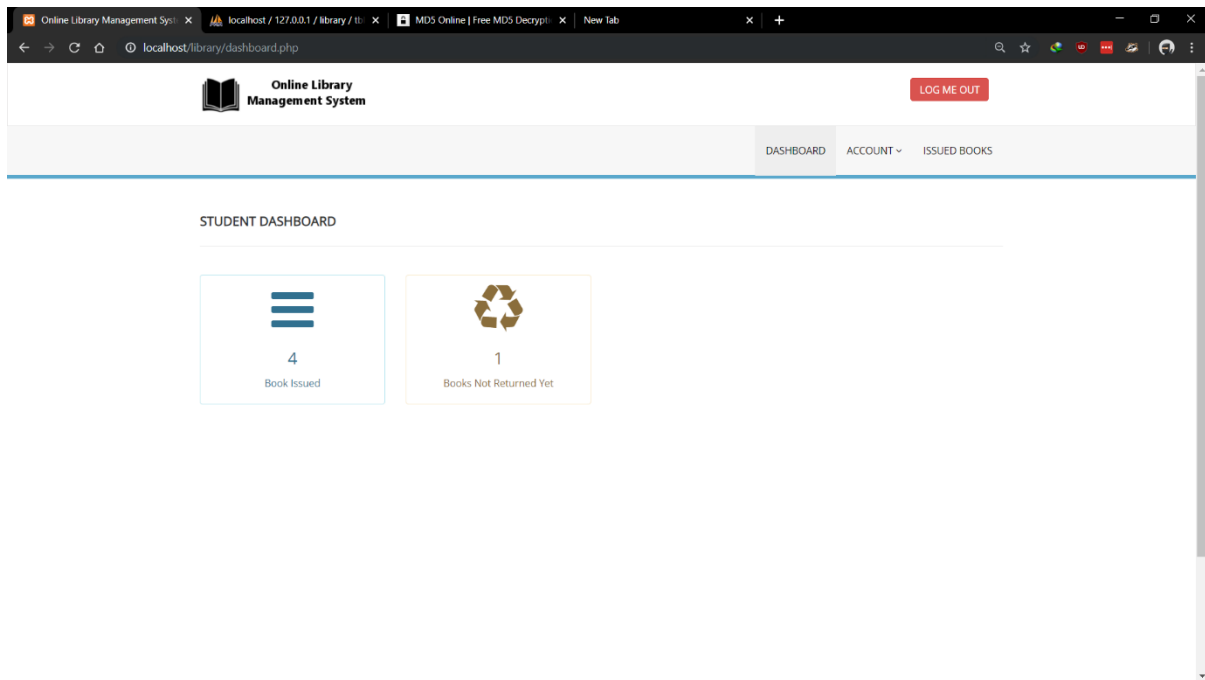 Online Library Management Syst
localhost / 127.0.0.1 / library / tb
MD5 Online | Free MD5 Decrypti
New Tab
localhost/library/dashboard.php
Online Library
Management System
LOG ME OUT
DASHBOARD ACCOUNT ISSUED BOOKS
STUDENT DASHBOARD
4
Book Issued
1
Books Not Returned Yet